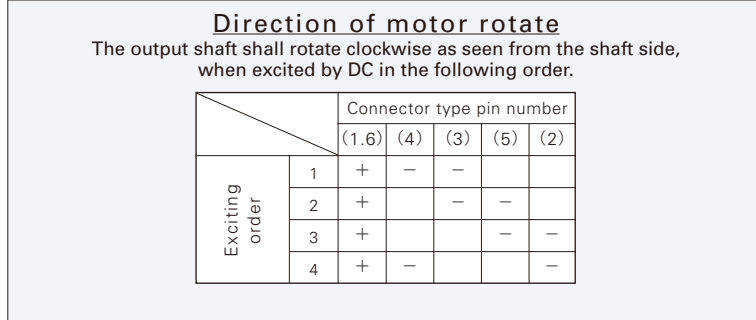 Direction of motor rotate
The output shaft shall rotate clockwise as seen from the shaft side,
when excited by DC in the following order.
Connector type pin number
(1.6) (4) (3) (5) (2)
Exciting order
1 + − −
2 + − −
3 + − −
4 + − −